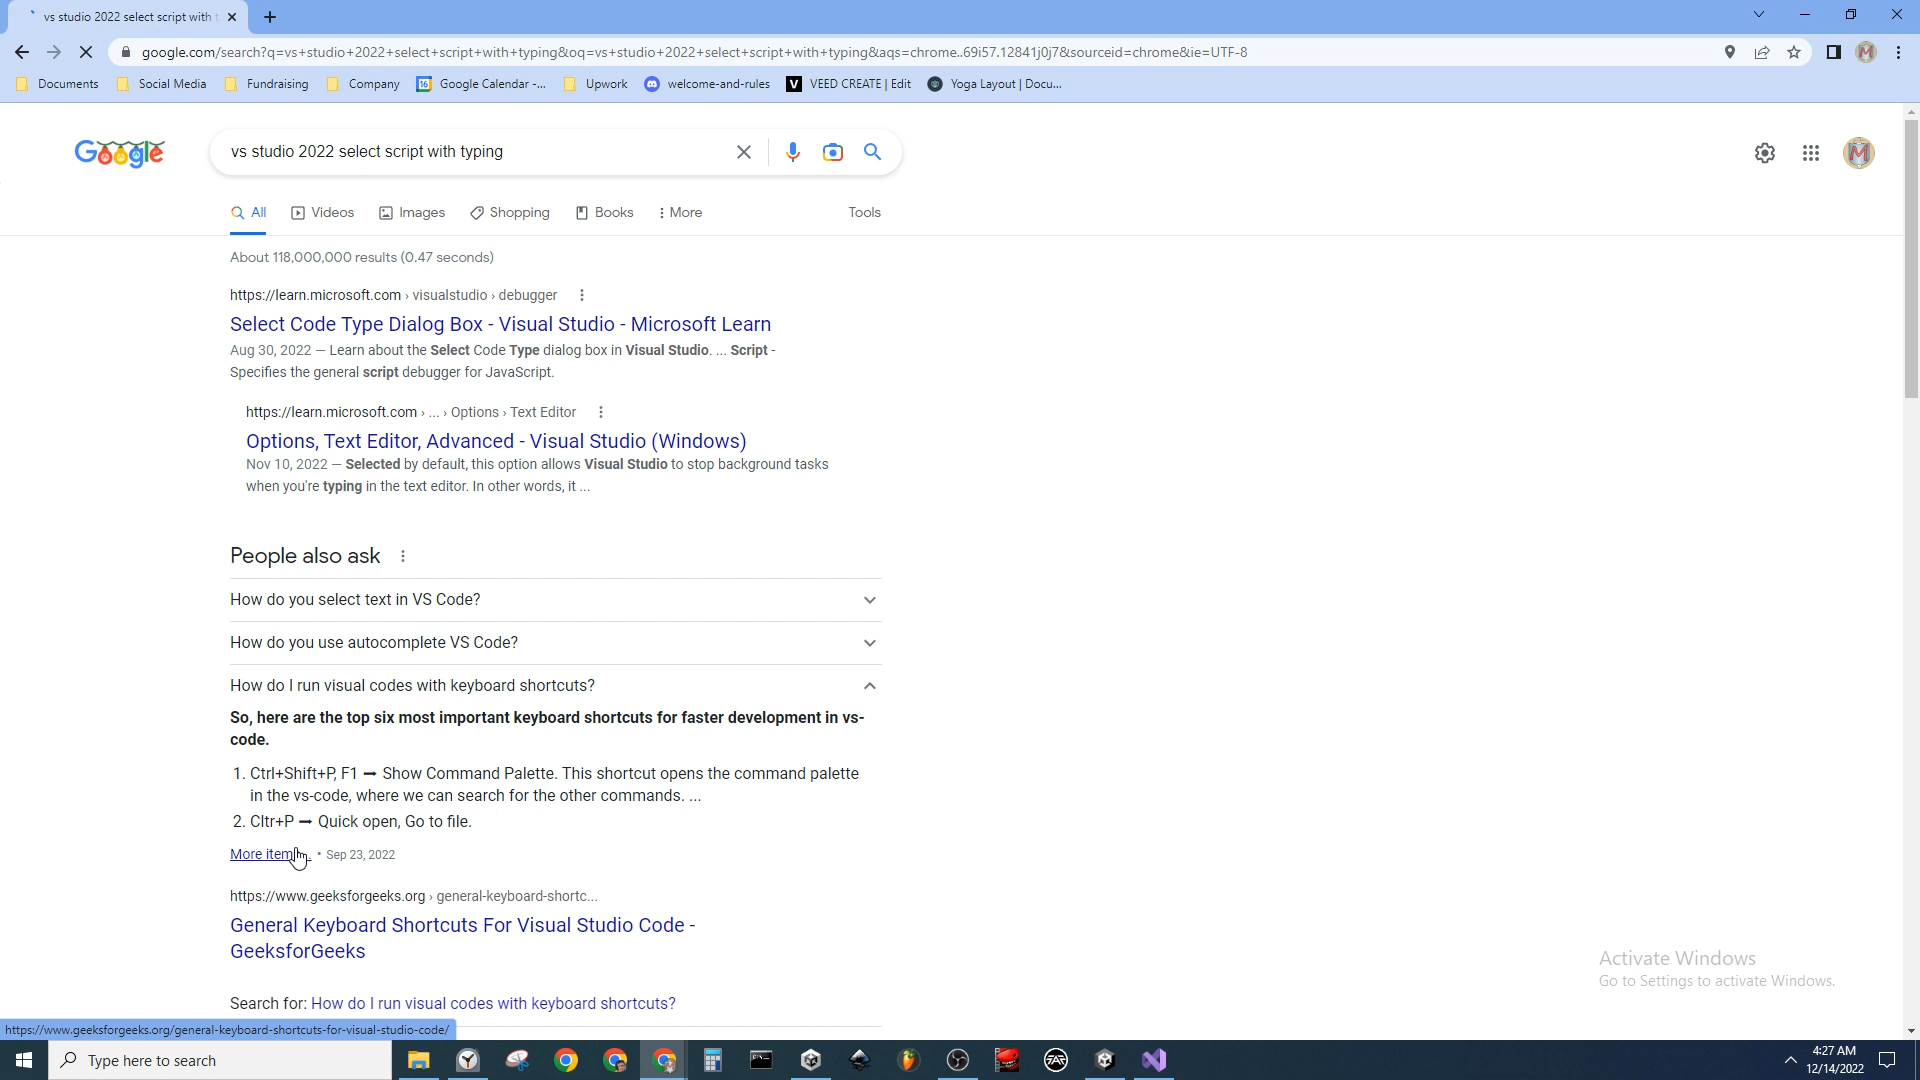 vs studio 2022 select script with
google.com/search?q=vs+studio+2022+select+script+with+typing&oq=vs+studio+2022+select+script+with+typing&aqs=chrome..69i57.12841j0j7&sourceid=chrome&ie=UTF-8
Documents Social Media Fundraising Company Google Calendar -... Upwork welcome-and-rules VEED CREATE | Edit Yoga Layout | Docu...
Google vs studio 2022 select script with typing
All Videos Images Shopping Books More Tools
About 118,000,000 results (0.47 seconds)
https://learn.microsoft.com › visualstudio › debugger
Select Code Type Dialog Box - Visual Studio - Microsoft Learn
Aug 30, 2022 — Learn about the Select Code Type dialog box in Visual Studio. ... Script -
Specifies the general script debugger for JavaScript.
https://learn.microsoft.com › ... › Options › Text Editor
Options, Text Editor, Advanced - Visual Studio (Windows)
Nov 10, 2022 — Selected by default, this option allows Visual Studio to stop background tasks
when you're typing in the text editor. In other words, it ...
People also ask
How do you select text in VS Code?
How do you use autocomplete VS Code?
How do I run visual codes with keyboard shortcuts?
So, here are the top six most important keyboard shortcuts for faster development in vs-
code.
1. Ctrl+Shift+P, F1 ➞ Show Command Palette. This shortcut opens the command palette
in the vs-code, where we can search for the other commands. ...
2. Cltr+P ➞ Quick open, Go to file.
More item • Sep 23, 2022
https://www.geeksforgeeks.org › general-keyboard-shortc...
General Keyboard Shortcuts For Visual Studio Code -
GeeksforGeeks
Activate Windows
Go to Settings to activate Windows.
Search for: How do I run visual codes with keyboard shortcuts?
https://www.geeksforgeeks.org/general-keyboard-shortcuts-for-visual-studio-code/
Type here to search
4:27 AM
12/14/2022